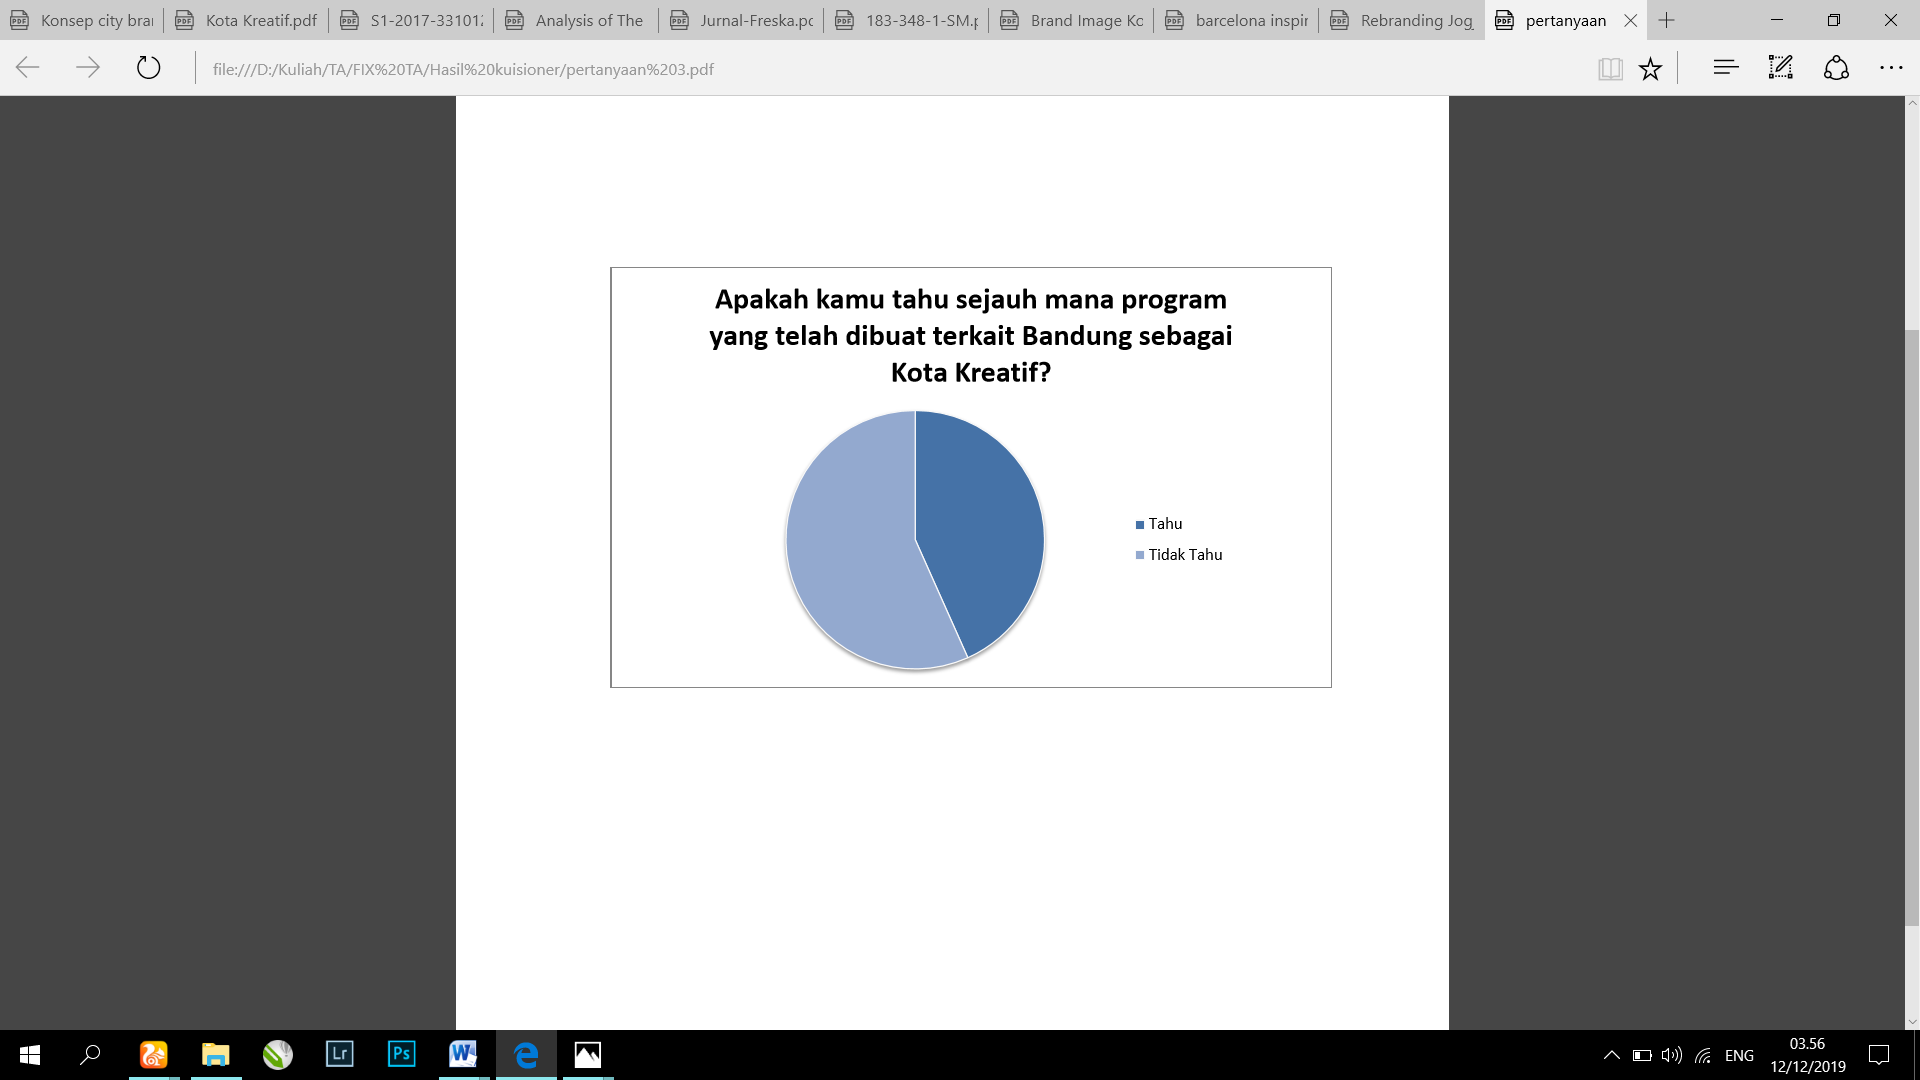 Konsep city bra
Kota Kreatif.pdf
S1-2017-33101
Analysis of The
Jurnal-Freska.p
183-348-1-SM.
Brand Image Ko
barcelona inspir
Rebranding Jog
pertanyaan
file:///D:/Kuliah/TA/FIX%20TA/Hasil%20kuisioner/pertanyaan%203.pdf
Apakah kamu tahu sejauh mana program
yang telah dibuat terkait Bandung sebagai
Kota Kreatif?
Tahu
Tidak Tahu
Lr
Ps
ENG
03.56
12/12/2019